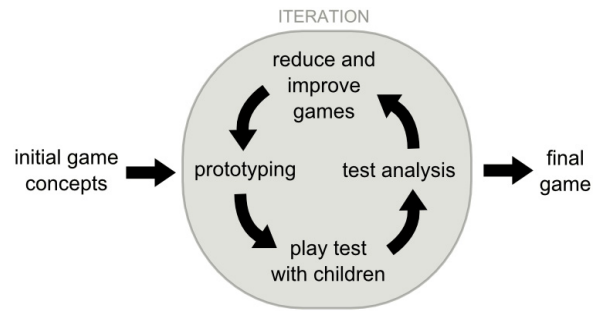 ITERATION
reduce and
improve
games
initial game
concepts
prototyping
test analysis
final
game
play test
with children